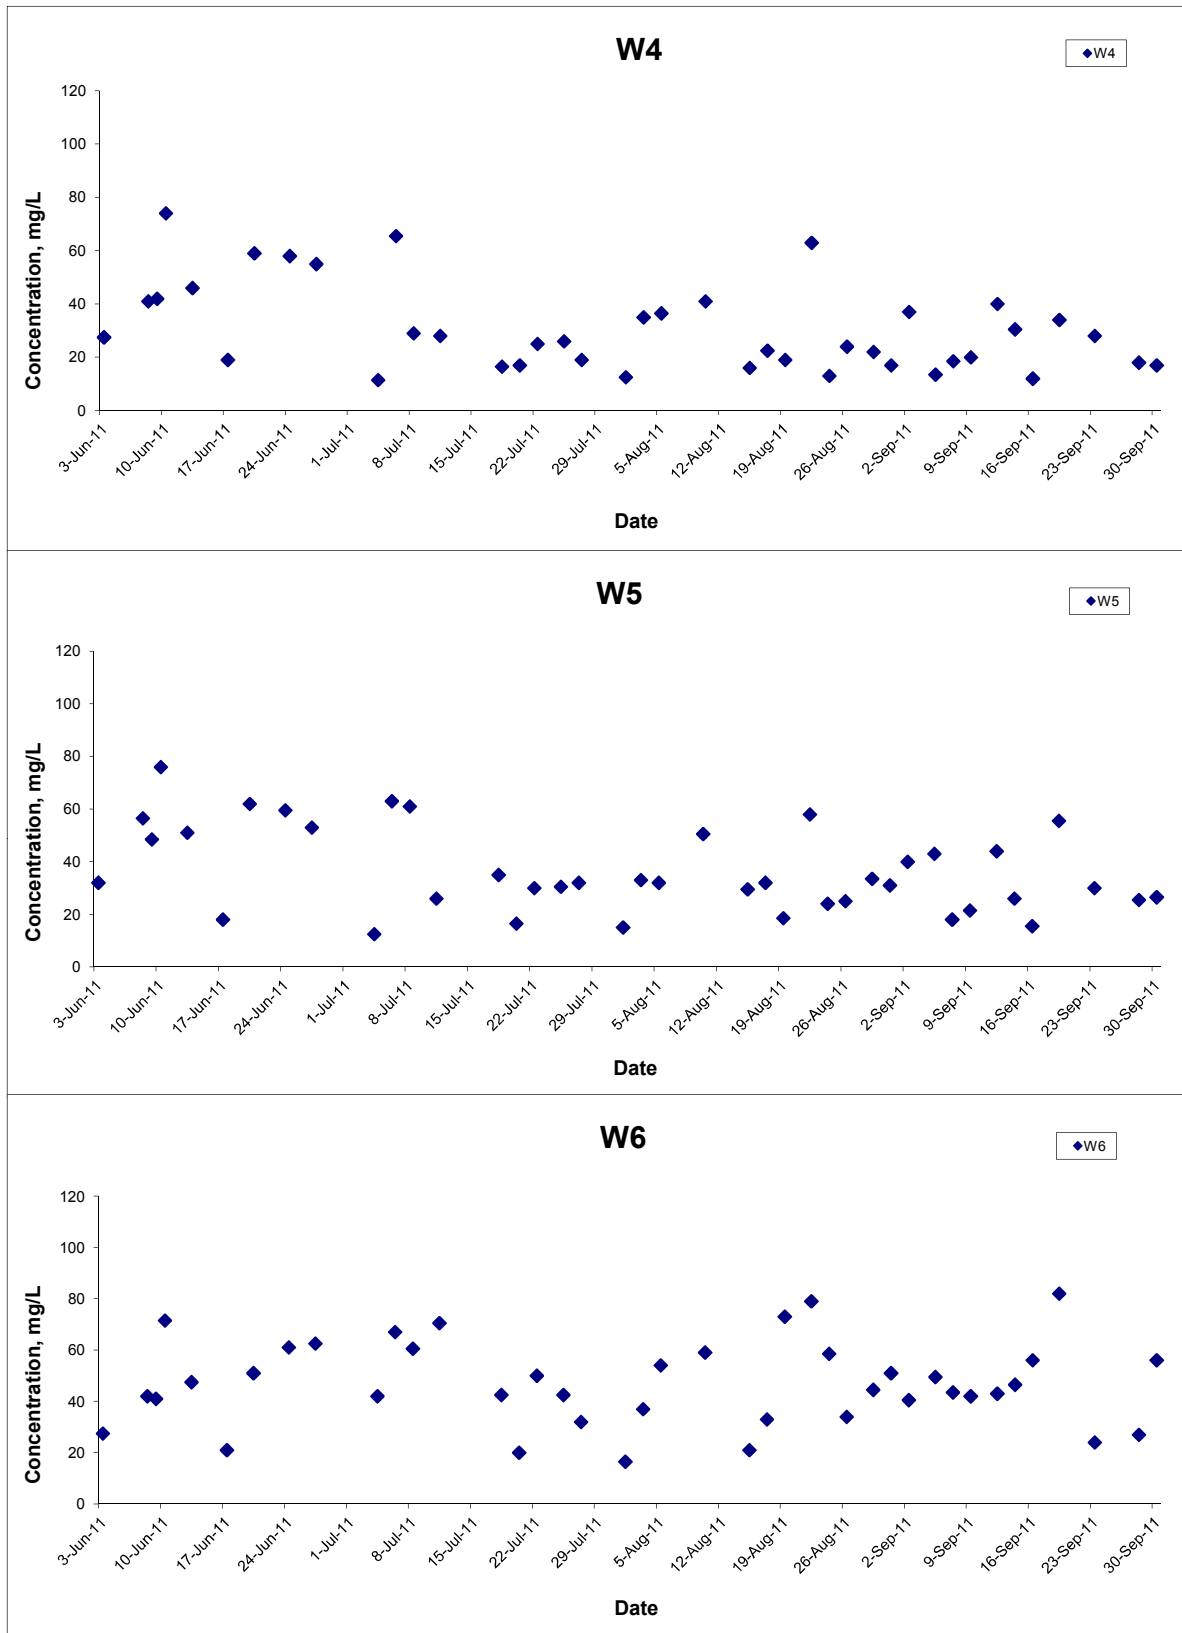 W4
W4
120
100
80
60
40
20
0
Concentration, mg/L
3-Jun-11
10-Jun-11
17-Jun-11
24-Jun-11
1-Jul-11
8-Jul-11
15-Jul-11
22-Jul-11
29-Jul-11
5-Aug-11
12-Aug-11
19-Aug-11
26-Aug-11
2-Sep-11
9-Sep-11
16-Sep-11
23-Sep-11
30-Sep-11
Date
W5
W5
120
100
80
60
40
20
0
Concentration, mg/L
3-Jun-11
10-Jun-11
17-Jun-11
24-Jun-11
1-Jul-11
8-Jul-11
15-Jul-11
22-Jul-11
29-Jul-11
5-Aug-11
12-Aug-11
19-Aug-11
26-Aug-11
2-Sep-11
9-Sep-11
16-Sep-11
23-Sep-11
30-Sep-11
Date
W6
W6
120
100
80
60
40
20
0
Concentration, mg/L
3-Jun-11
10-Jun-11
17-Jun-11
24-Jun-11
1-Jul-11
8-Jul-11
15-Jul-11
22-Jul-11
29-Jul-11
5-Aug-11
12-Aug-11
19-Aug-11
26-Aug-11
2-Sep-11
9-Sep-11
16-Sep-11
23-Sep-11
30-Sep-11
Date